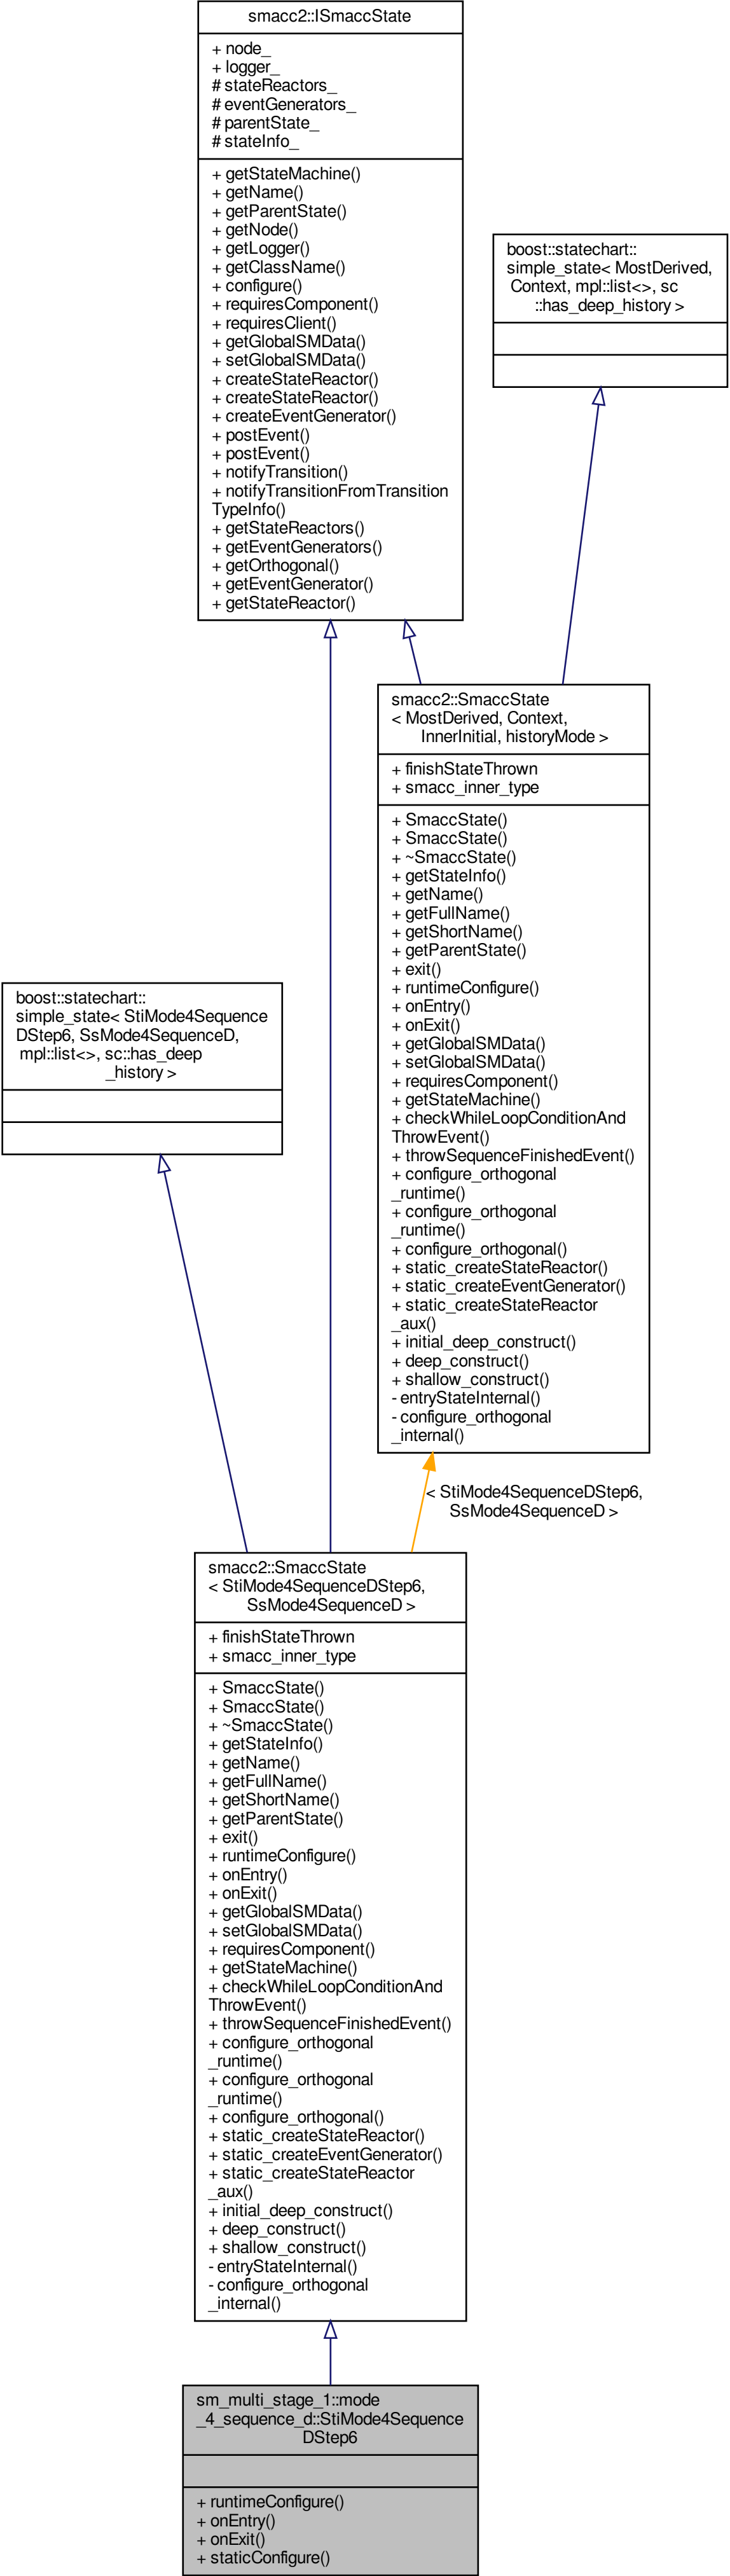 smacc2::ISmaccState
+ node_
+ logger_
# stateReactors_
# eventGenerators_
# parentState_
# stateInfo_
+ getStateMachine()
+ getName()
+ getParentState()
+ getNode()
+ getLogger()
+ getClassName()
+ configure()
+ requiresComponent()
+ requiresClient()
+ getGlobalSMData()
+ setGlobalSMData()
+ createStateReactor()
+ createStateReactor()
+ createEventGenerator()
+ postEvent()
+ postEvent()
+ notifyTransition()
+ notifyTransitionFromTransition
TypeInfo()
+ getStateReactors()
+ getEventGenerators()
+ getOrthogonal()
+ getEventGenerator()
+ getStateReactor()
boost::statechart::
simple_state< MostDerived,
Context, mpl::list<>, sc
::has_deep_history >
smacc2::SmaccState
< MostDerived, Context,
InnerInitial, historyMode >
+ finishStateThrown
+ smacc_inner_type
+ SmaccState()
+ SmaccState()
+ ~SmaccState()
+ getStateInfo()
+ getName()
+ getFullName()
+ getShortName()
+ getParentState()
+ exit()
+ runtimeConfigure()
+ onEntry()
+ onExit()
+ getGlobalSMData()
+ setGlobalSMData()
+ requiresComponent()
+ getStateMachine()
+ checkWhileLoopConditionAnd
ThrowEvent()
+ throwSequenceFinishedEvent()
+ configure_orthogonal
_runtime()
+ configure_orthogonal
_runtime()
+ configure_orthogonal()
+ static_createStateReactor()
+ static_createEventGenerator()
+ static_createStateReactor
_aux()
+ initial_deep_construct()
+ deep_construct()
+ shallow_construct()
- entryStateInternal()
- configure_orthogonal
_internal()
boost::statechart::
simple_state< StiMode4Sequence
DStep6, SsMode4SequenceD,
mpl::list<>, sc::has_deep
_history >
< StiMode4SequenceDStep6,
SsMode4SequenceD >
smacc2::SmaccState
< StiMode4SequenceDStep6,
SsMode4SequenceD >
+ finishStateThrown
+ smacc_inner_type
+ SmaccState()
+ SmaccState()
+ ~SmaccState()
+ getStateInfo()
+ getName()
+ getFullName()
+ getShortName()
+ getParentState()
+ exit()
+ runtimeConfigure()
+ onEntry()
+ onExit()
+ getGlobalSMData()
+ setGlobalSMData()
+ requiresComponent()
+ getStateMachine()
+ checkWhileLoopConditionAnd
ThrowEvent()
+ throwSequenceFinishedEvent()
+ configure_orthogonal
_runtime()
+ configure_orthogonal
_runtime()
+ configure_orthogonal()
+ static_createStateReactor()
+ static_createEventGenerator()
+ static_createStateReactor
_aux()
+ initial_deep_construct()
+ deep_construct()
+ shallow_construct()
- entryStateInternal()
- configure_orthogonal
_internal()
sm_multi_stage_1::mode
_4_sequence_d::StiMode4Sequence
DStep6
+ runtimeConfigure()
+ onEntry()
+ onExit()
+ staticConfigure()